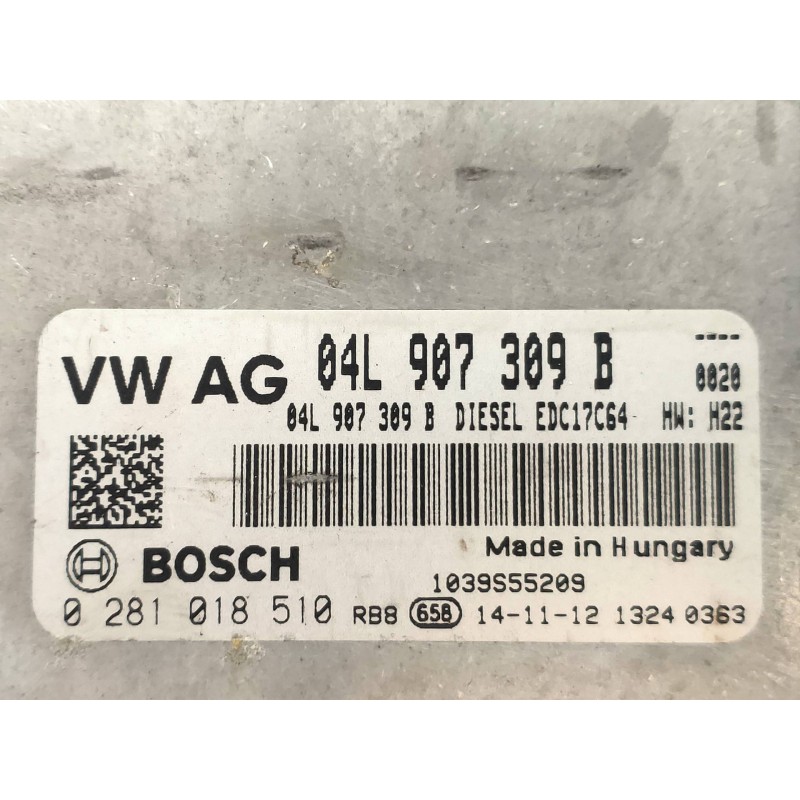 VW AG 04L 907 309 B ----
0020
04L 907 309 B DIESEL EDC17C64 HW: H22
Made in Hungary
BOSCH
1039S55209
0 281 018 510 RB8 658 14-11-12 1324 0363